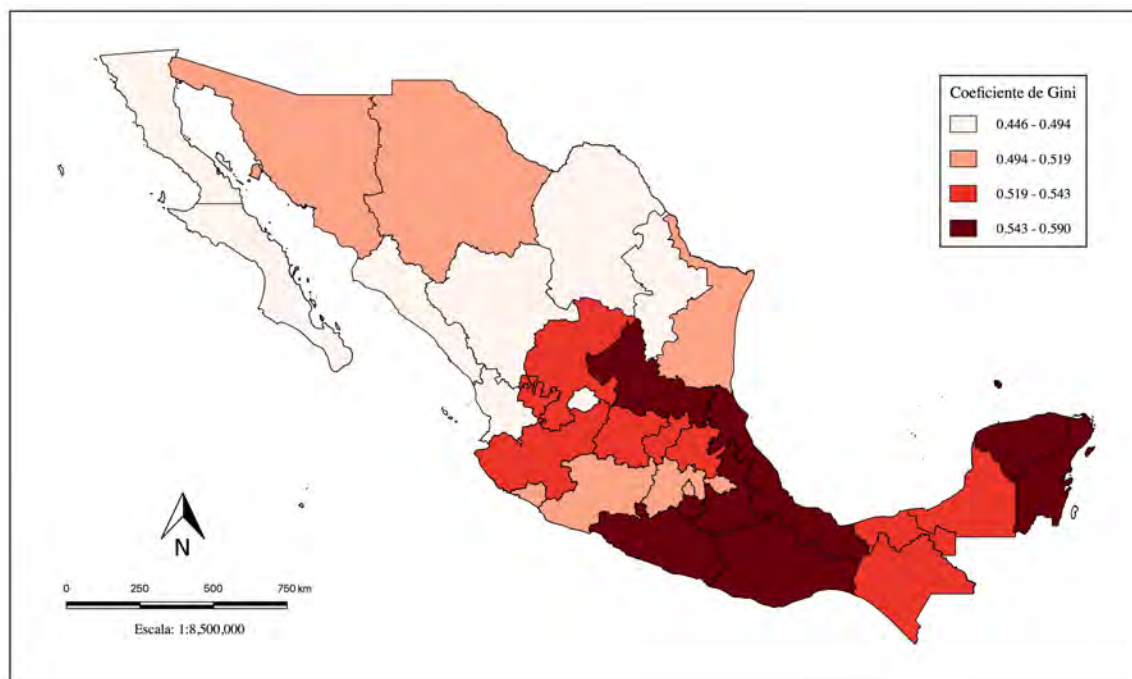 Coeficiente de Gini
0.446 - 0.494
0.494 - 0.519
0.519 - 0.543
0.543 - 0.590
N
0 250 500 750 km
Escala: 1:8,500,000